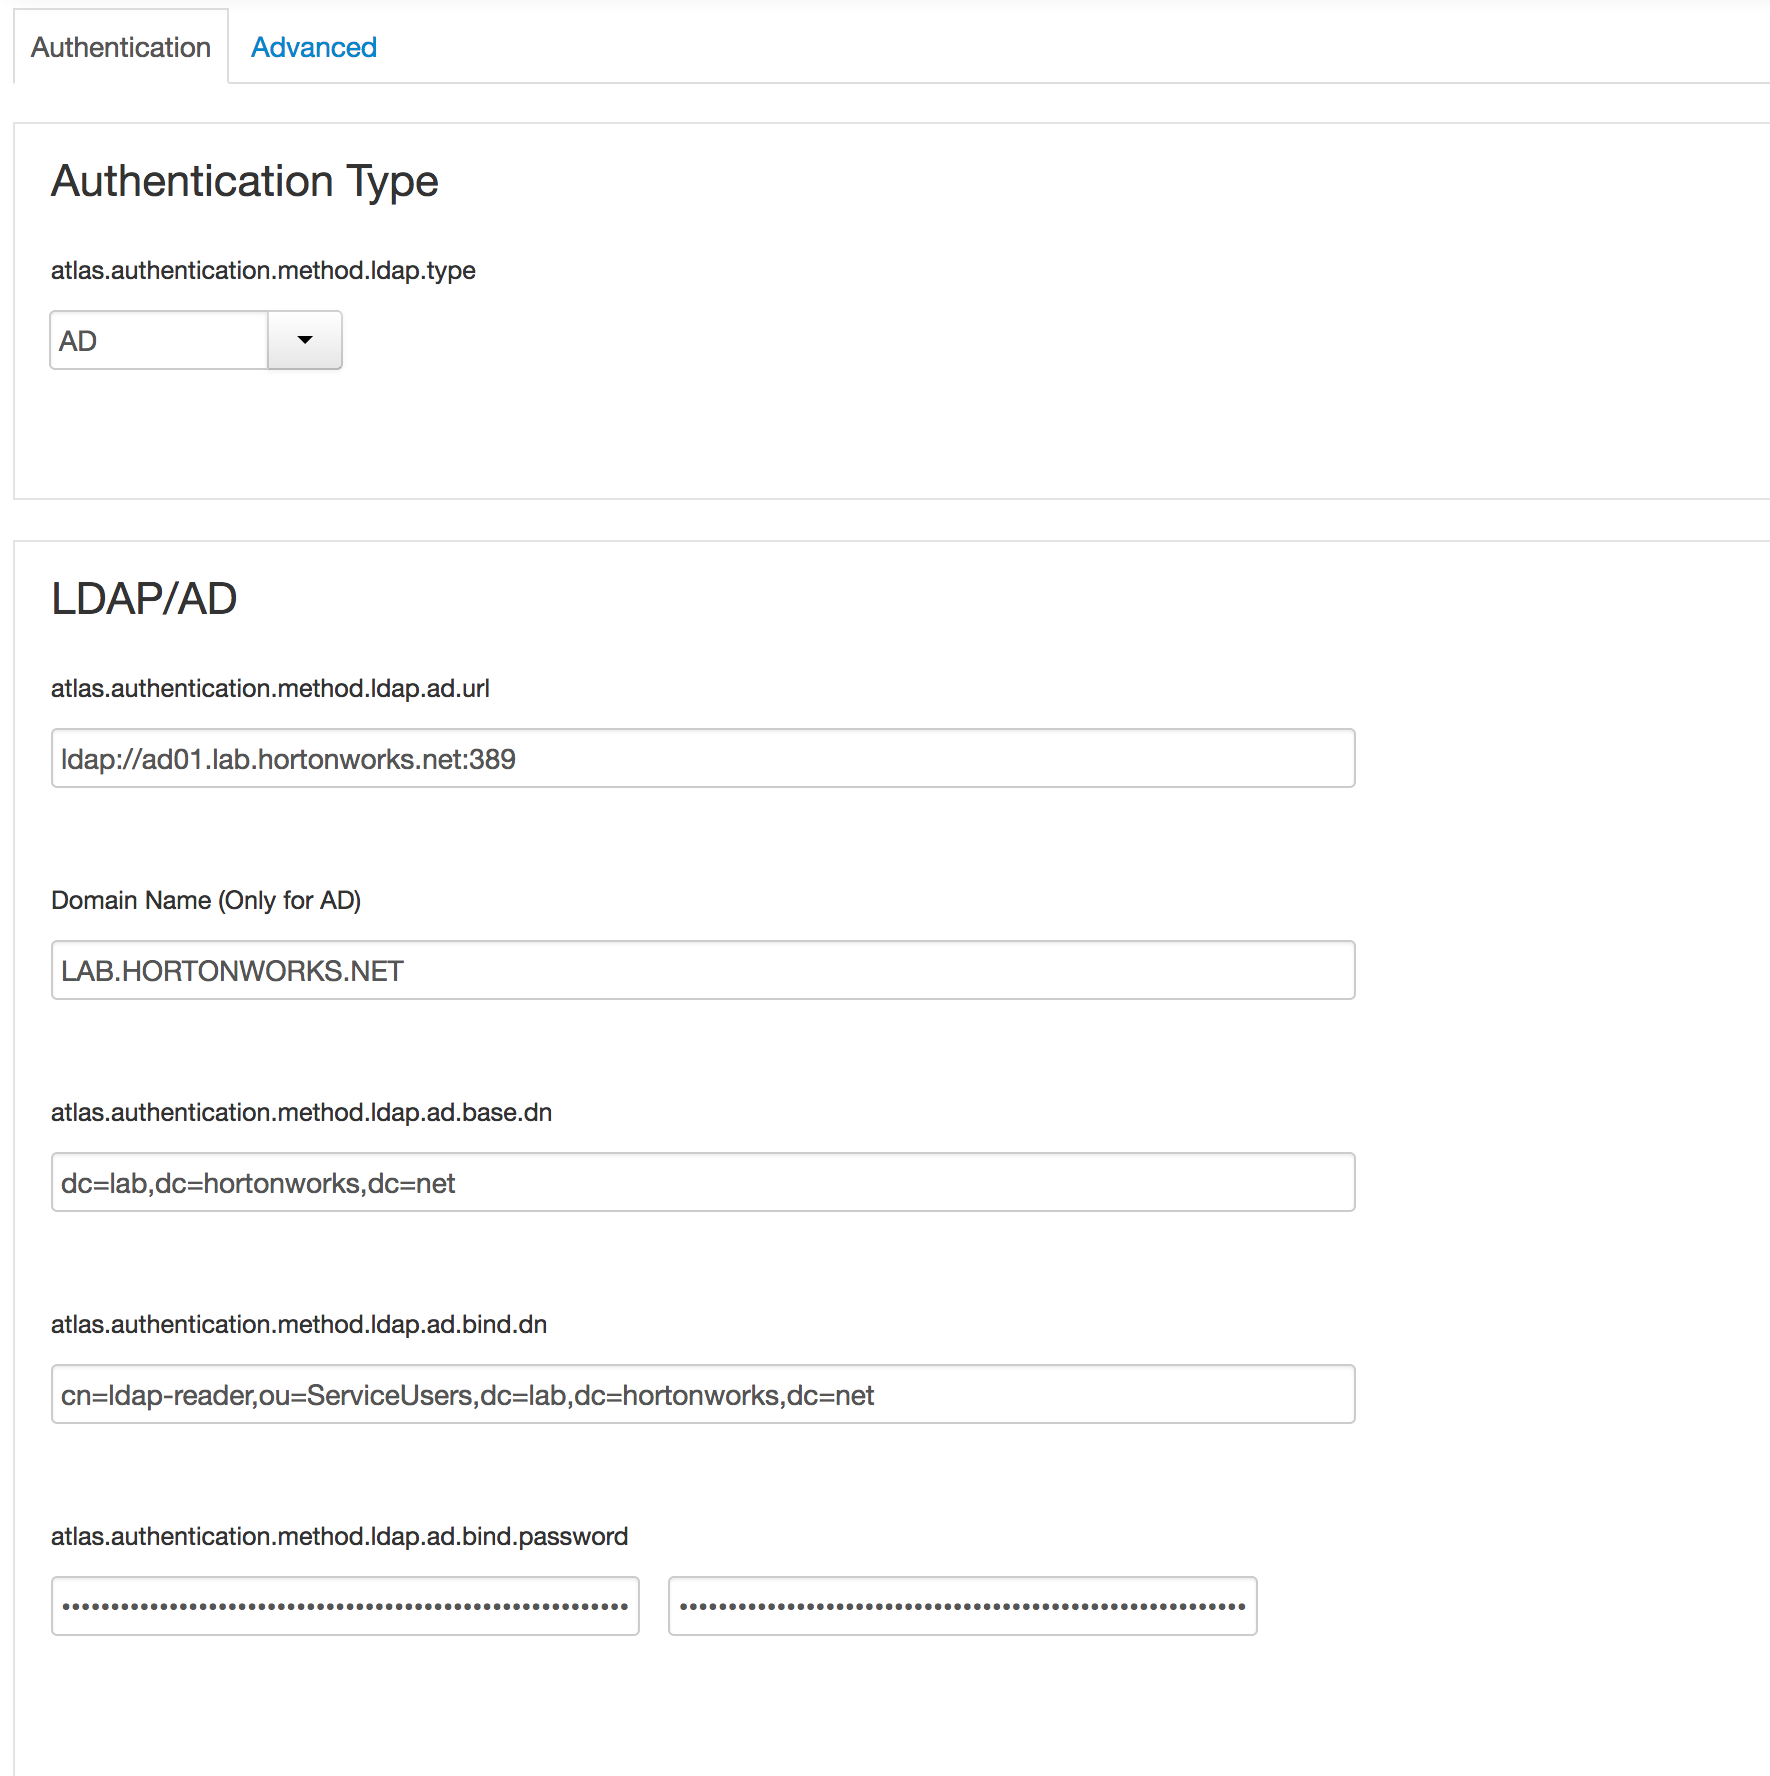 Authentication Advanced
Authentication Type
atlas.authentication.method.ldap.type
AD
LDAP/AD
atlas.authentication.method.ldap.ad.url
ldap://ad01.lab.hortonworks.net:389
Domain Name (Only for AD)
LAB.HORTONWORKS.NET
atlas.authentication.method.ldap.ad.base.dn
dc=lab,dc=hortonworks,dc=net
atlas.authentication.method.ldap.ad.bind.dn
cn=ldap-reader,ou=ServiceUsers,dc=lab,dc=hortonworks,dc=net
atlas.authentication.method.ldap.ad.bind.password